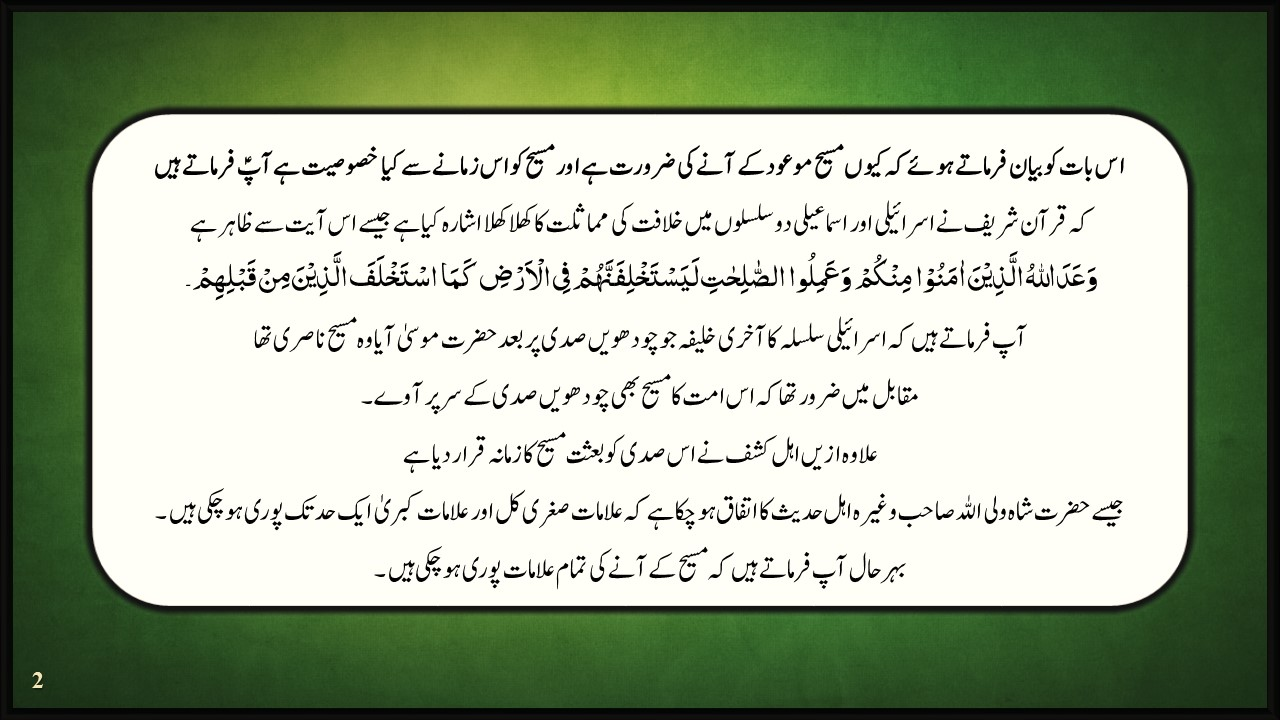 اس بات کو بیان فرماتے ہوئے کہ کیوں مسیح موعود کے آنے کی ضرورت ہے اور مسیح کو اس زمانے سے کیا خصوصیت ہے آپؑ فرماتے ہیں
کہ قرآن شریف نے اسرائیلی اور اسماعیلی دو سلسلوں میں خلافت کی مماثلت کا کھلا کھلا اشارہ کیا ہے جیسے اس آیت سے ظاہر ہے
وَعَدَ اللّٰهُ الَّذِیْنَ اٰمَنُوْا مِنْكُمْ وَعَمِلُوا الصّٰلِحٰتِ لَیَسْتَخْلِفَنَّهُمْ فِی الْاَرْضِ كَمَا اسْتَخْلَفَ الَّذِیْنَ مِنْ قَبْلِهِمْ ۔
آپ فرماتے ہیں کہ اسرائیلی سلسلہ کا آخری خلیفہ جو چودھویں صدی پر بعد حضرت موسیٰ آیا وہ مسیح ناصری تھا
مقابل میں ضرور تھا کہ اس امت کا مسیح بھی چودھویں صدی کے سر پر آوے۔
علاوہ ازیں اہل کشف نے اس صدی کو بعثت مسیح کا زمانہ قرار دیا ہے
جیسے حضرت شاہ ولی اللہ صاحب وغیرہ اہل حدیث کا اتفاق ہو چکا ہے کہ علامات صغریٰ کل اور علامات کبریٰ ایک حد تک پوری ہو چکی ہیں۔
بہر حال آپ فرماتے ہیں کہ مسیح کے آنے کی تمام علامات پوری ہو چکی ہیں۔
2